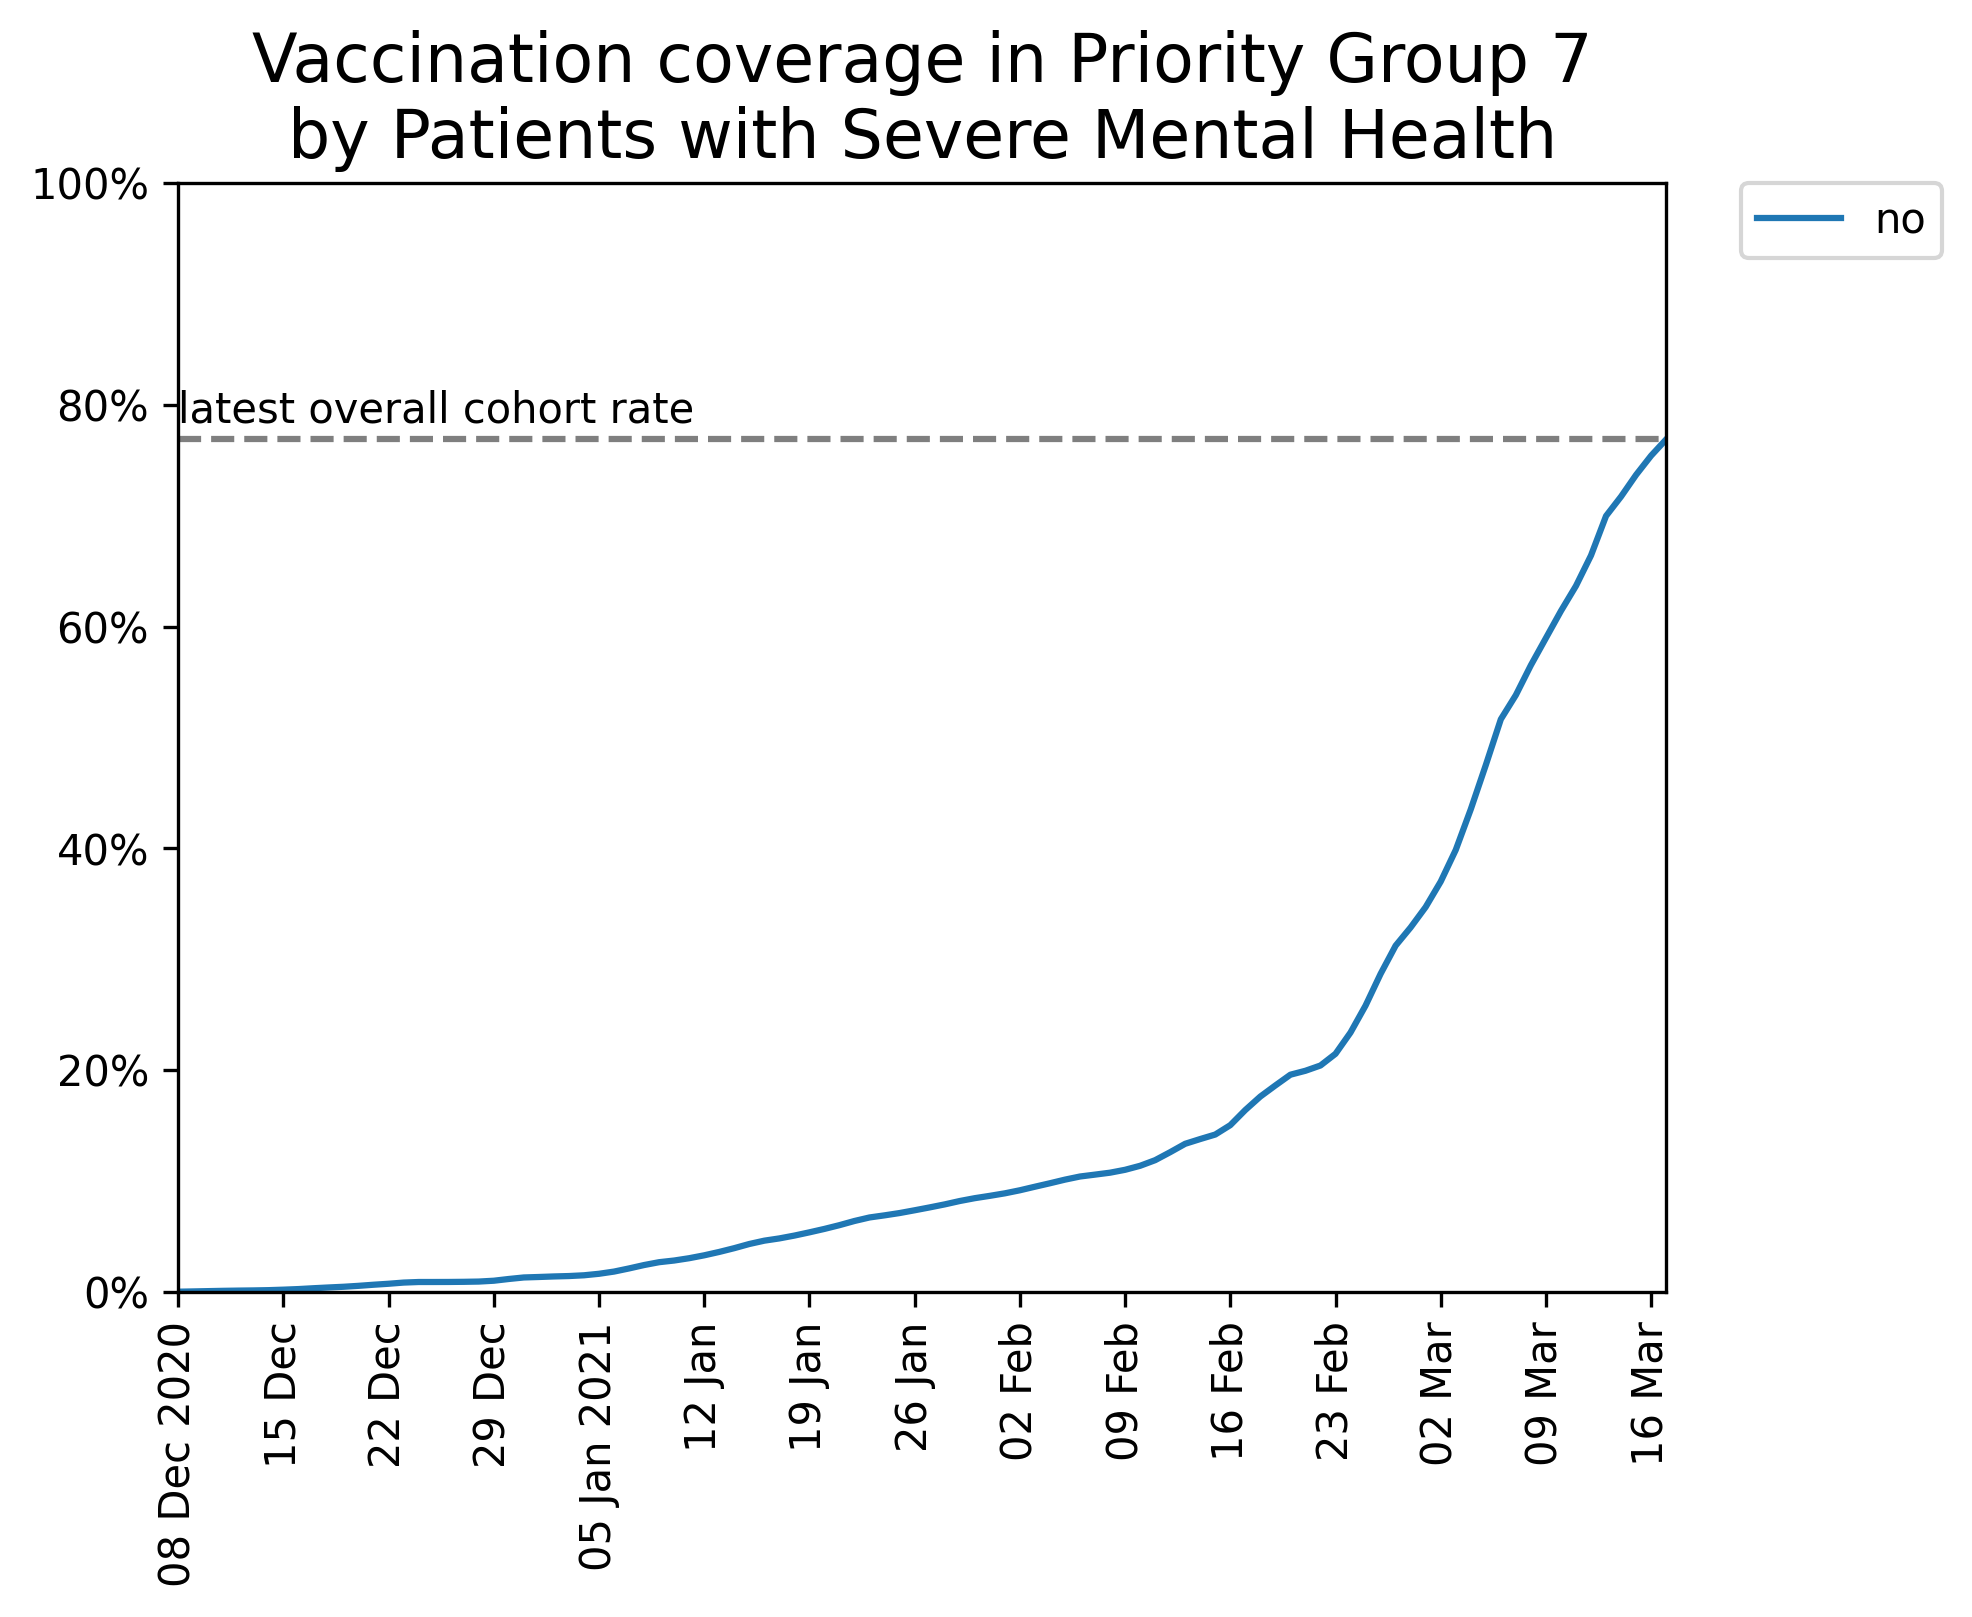 Vaccination coverage in Priority Group 7
by Patients with Severe Mental Health
100%
80%
60%
40%
20%
0%
latest overall cohort rate
no
08 Dec 2020
15 Dec
22 Dec
29 Dec
05 Jan 2021
12 Jan
19 Jan
26 Jan
02 Feb
09 Feb
16 Feb
23 Feb
02 Mar
09 Mar
16 Mar